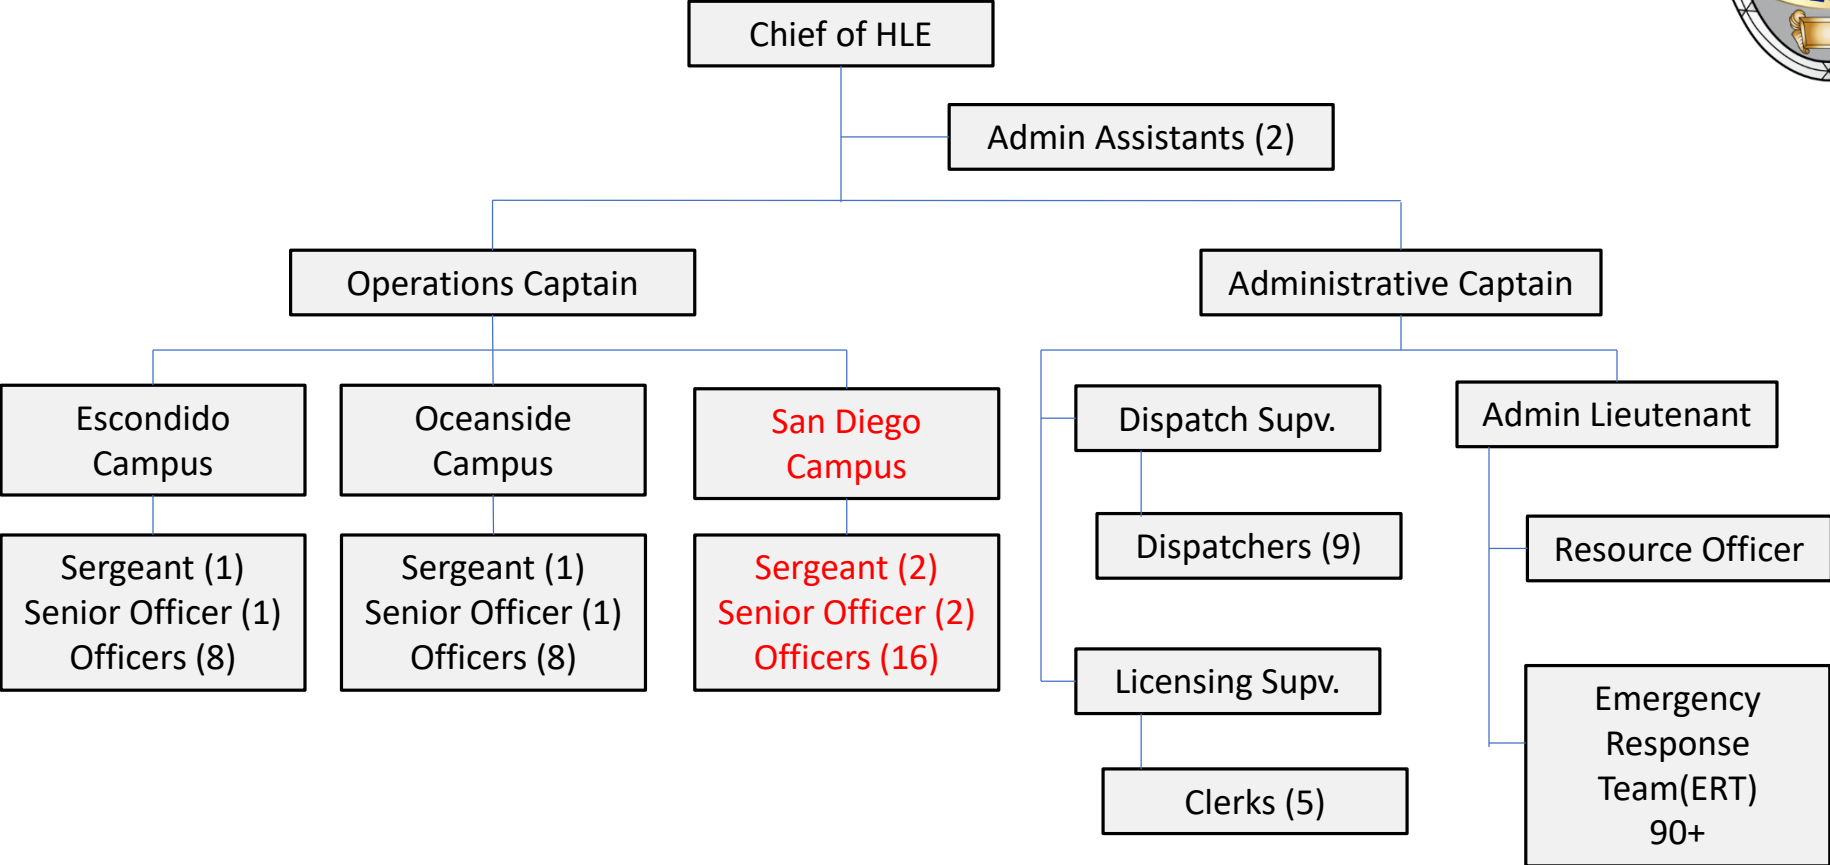 Chief of HLE
Admin Assistants (2)
Operations Captain
Administrative Captain
Escondido
Campus
Oceanside
Campus
San Diego
Campus
Dispatch Supv.
Admin Lieutenant
Sergeant (1)
Senior Officer (1)
Officers (8)
Sergeant (1)
Senior Officer (1)
Officers (8)
Sergeant (2)
Senior Officer (2)
Officers (16)
Dispatchers (9)
Resource Officer
Licensing Supv.
Clerks (5)
Emergency
Response
Team(ERT)
90+